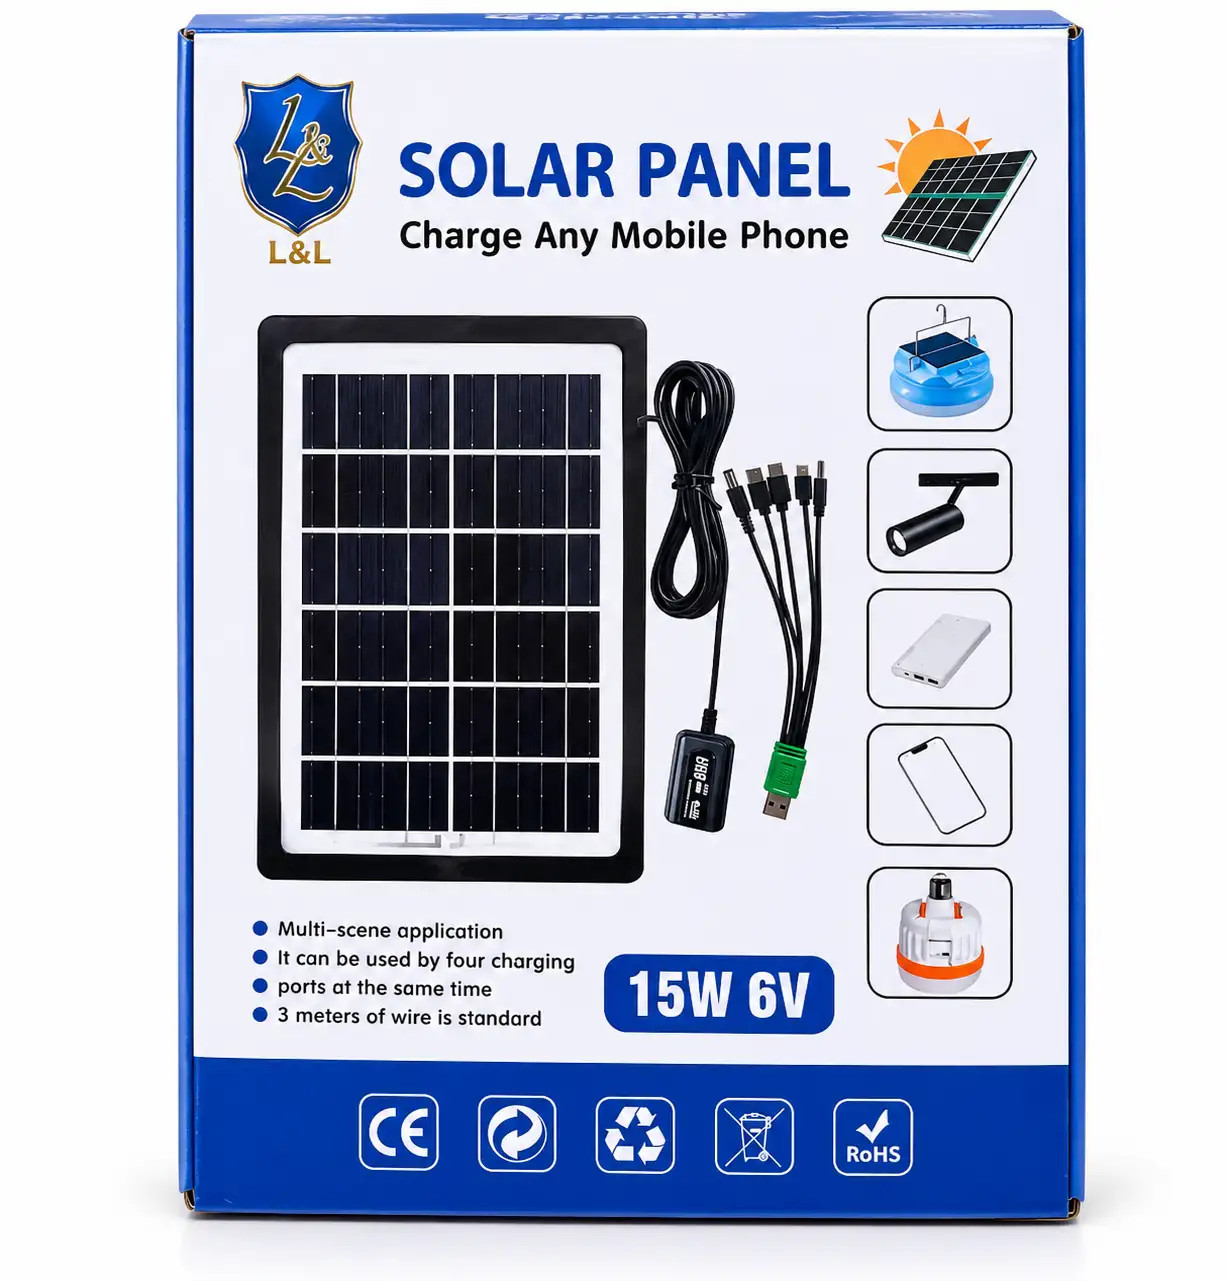 L&L
L&L
SOLAR PANEL
Charge Any Mobile Phone
Multi-scene application
It can be used by four charging
ports at the same time
3 meters of wire is standard
15W 6V
CE
RoHS